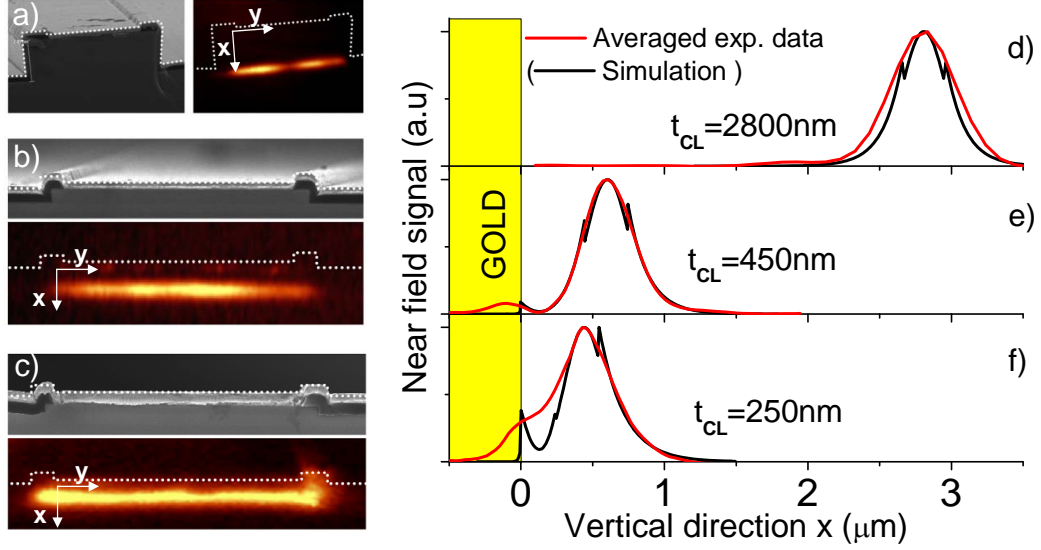 a)
y
x
b)
y
x
c)
y
x
Near field signal (a.u)
GOLD
Averaged exp. data
( Simulation )
d)
t_CL=2800nm
e)
t_CL=450nm
f)
t_CL=250nm
0 1 2 3
Vertical direction x (μm)